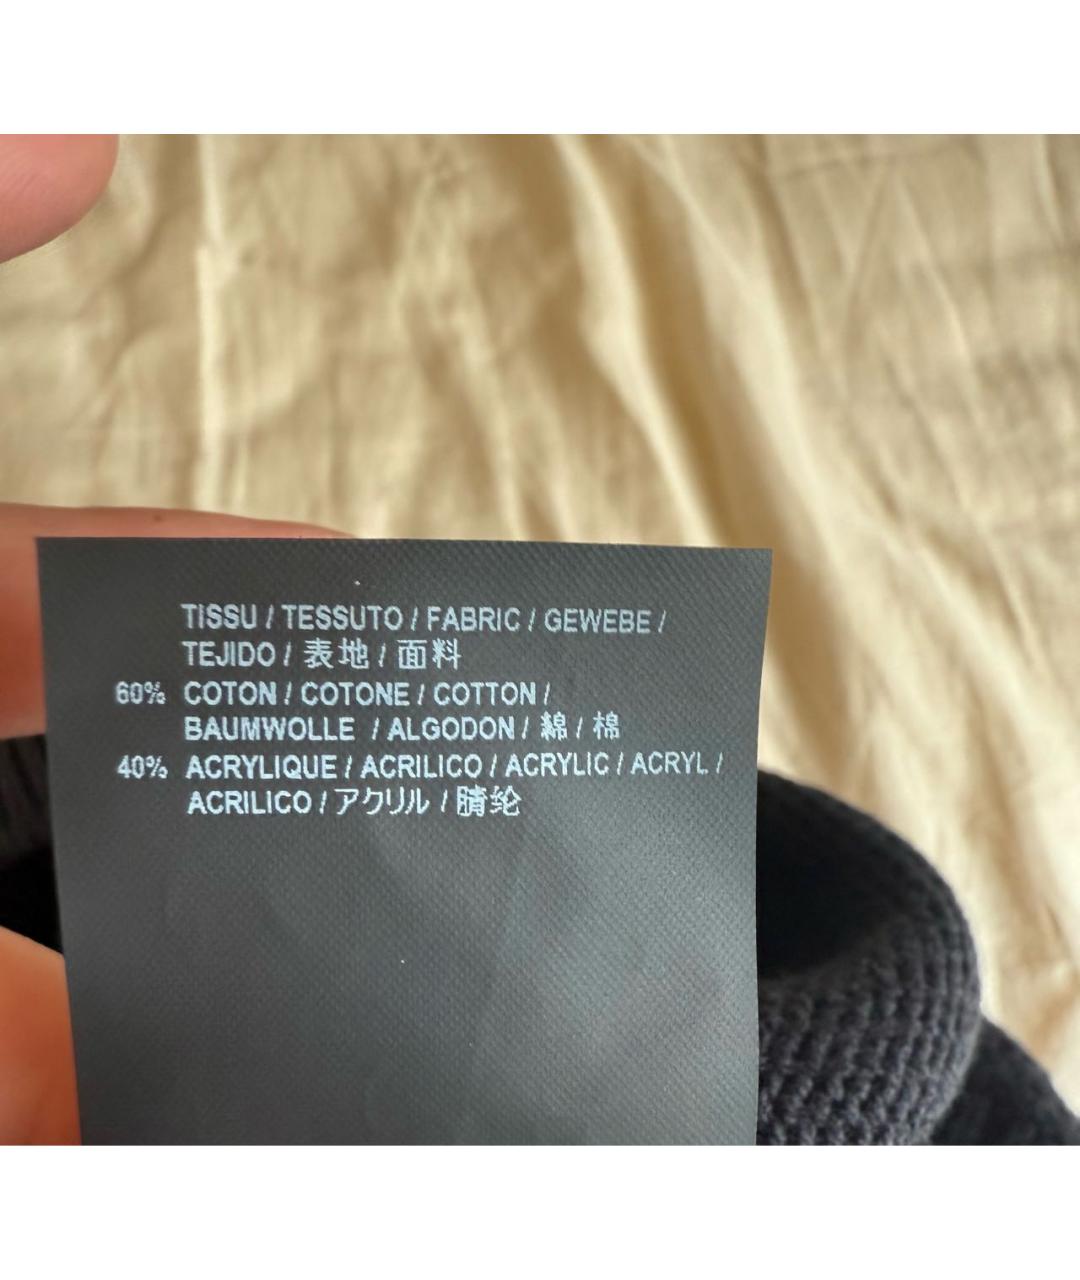 TISSU / TESSUTO / FABRIC / GEWEBE /
TEJIDO / 表地 / 面料
60% COTON / COTONE / COTTON /
BAUMWOLLE / ALGODON / 綿 / 棉
40% ACRYLIQUE / ACRILICO / ACRYLIC / ACRYL /
ACRILICO / アクリル / 腈纶